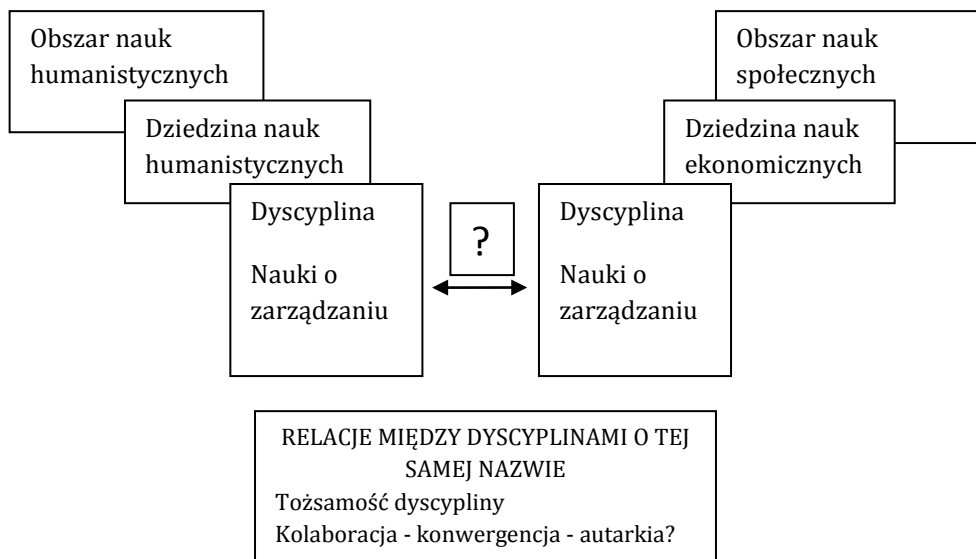 Obszar nauk
humanistycznych
Dziedzina nauk
humanistycznych
Dyscyplina
Nauki o
zarządzaniu
?
Obszar nauk
społecznych
Dziedzina nauk
ekonomicznych
Dyscyplina
Nauki o
zarządzaniu
RELACJE MIĘDZY DYSCYPLINAMI O TEJ
SAMEJ NAZWIE
Tożsamość dyscypliny
Kolaboracja - konwergencja - autarkia?